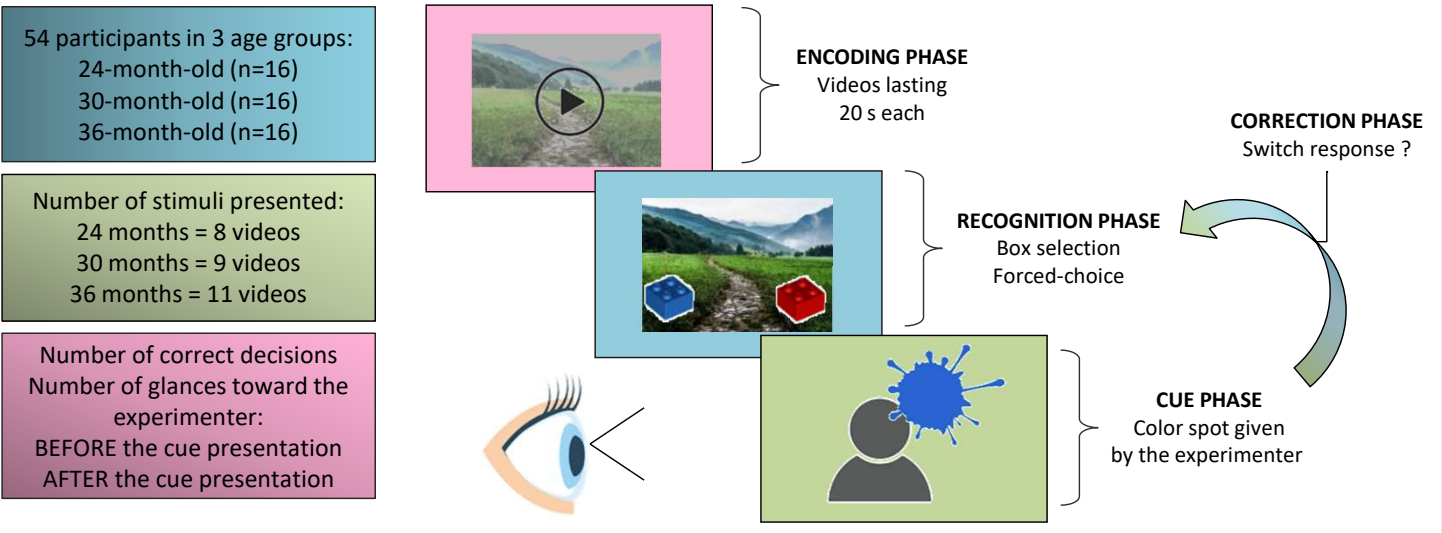 54 participants in 3 age groups:
24-month-old (n=16)
30-month-old (n=16)
36-month-old (n=16)
Number of stimuli presented:
24 months = 8 videos
30 months = 9 videos
36 months = 11 videos
Number of correct decisions
Number of glances toward the
experimenter:
BEFORE the cue presentation
AFTER the cue presentation
ENCODING PHASE
Videos lasting
20 s each
RECOGNITION PHASE
Box selection
Forced-choice
CUE PHASE
Color spot given
by the experimenter
CORRECTION PHASE
Switch response ?